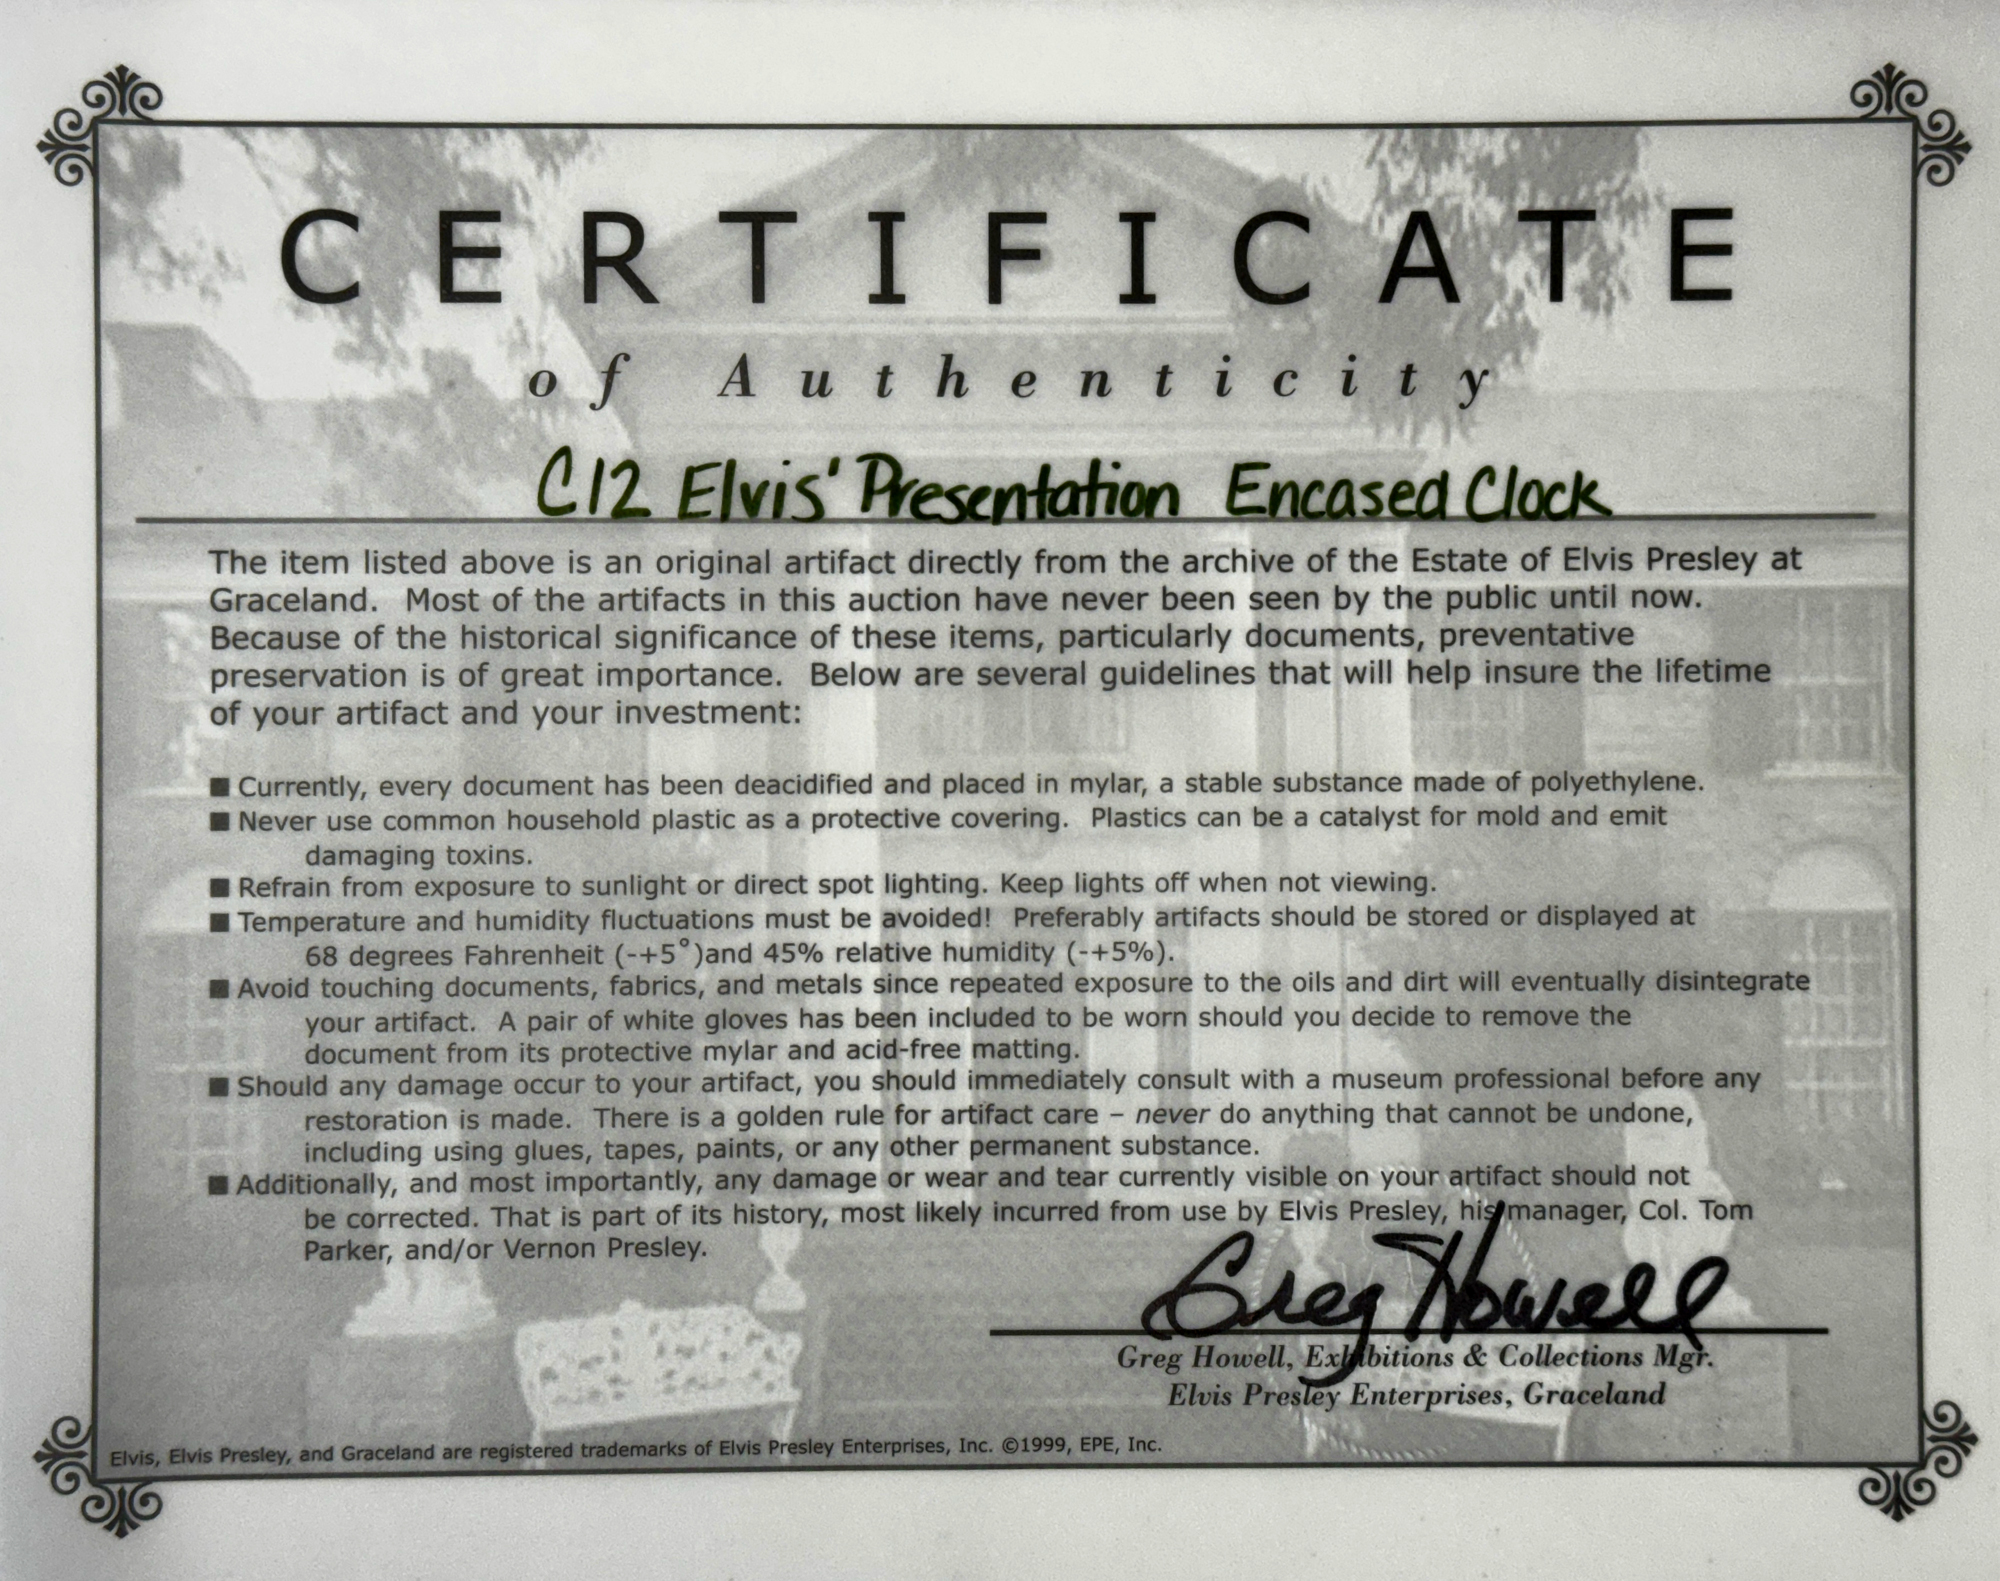 CERTIFICATE
of Authenticity
C12 Elvis' Presentation Encased Clock
The item listed above is an original artifact directly from the archive of the Estate of Elvis Presley at
Graceland. Most of the artifacts in this auction have never been seen by the public until now.
Because of the historical significance of these items, particularly documents, preventative
preservation is of great importance. Below are several guidelines that will help insure the lifetime
of your artifact and your investment:
■ Currently, every document has been deacidified and placed in mylar, a stable substance made of polyethylene.
■ Never use common household plastic as a protective covering. Plastics can be a catalyst for mold and emit
damaging toxins.
■ Refrain from exposure to sunlight or direct spot lighting. Keep lights off when not viewing.
■ Temperature and humidity fluctuations must be avoided! Preferably artifacts should be stored or displayed at
68 degrees Fahrenheit (-+5°)and 45% relative humidity (-+5%).
■ Avoid touching documents, fabrics, and metals since repeated exposure to the oils and dirt will eventually disintegrate
your artifact. A pair of white gloves has been included to be worn should you decide to remove the
document from its protective mylar and acid-free matting.
■ Should any damage occur to your artifact, you should immediately consult with a museum professional before any
restoration is made. There is a golden rule for artifact care – never do anything that cannot be undone,
including using glues, tapes, paints, or any other permanent substance.
■ Additionally, and most importantly, any damage or wear and tear currently visible on your artifact should not
be corrected. That is part of its history, most likely incurred from use by Elvis Presley, his manager, Col. Tom
Parker, and/or Vernon Presley.
Greg Howell
Greg Howell, Exhibitions & Collections Mgr.
Elvis Presley Enterprises, Graceland
Elvis, Elvis Presley, and Graceland are registered trademarks of Elvis Presley Enterprises, Inc. ©1999, EPE, Inc.